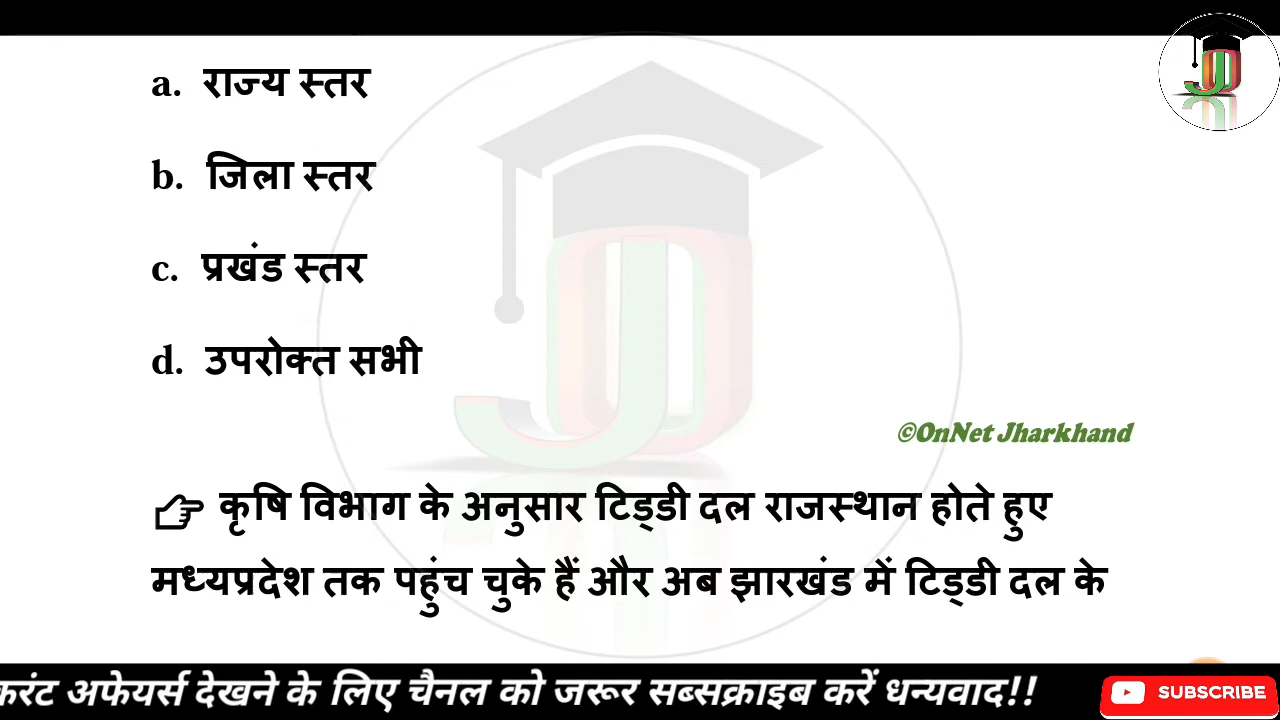 a. राज्य स्तर
b. जिला स्तर
c. प्रखंड स्तर
d. उपरोक्त सभी
©OnNet Jharkhand
👉 कृषि विभाग के अनुसार टिड्डी दल राजस्थान होते हुए
मध्यप्रदेश तक पहुंच चुके हैं और अब झारखंड में टिड्डी दल के
करंट अफेयर्स देखने के लिए चैनल को जरूर सब्सक्राइब करें धन्यवाद!!
SUBSCRIBE